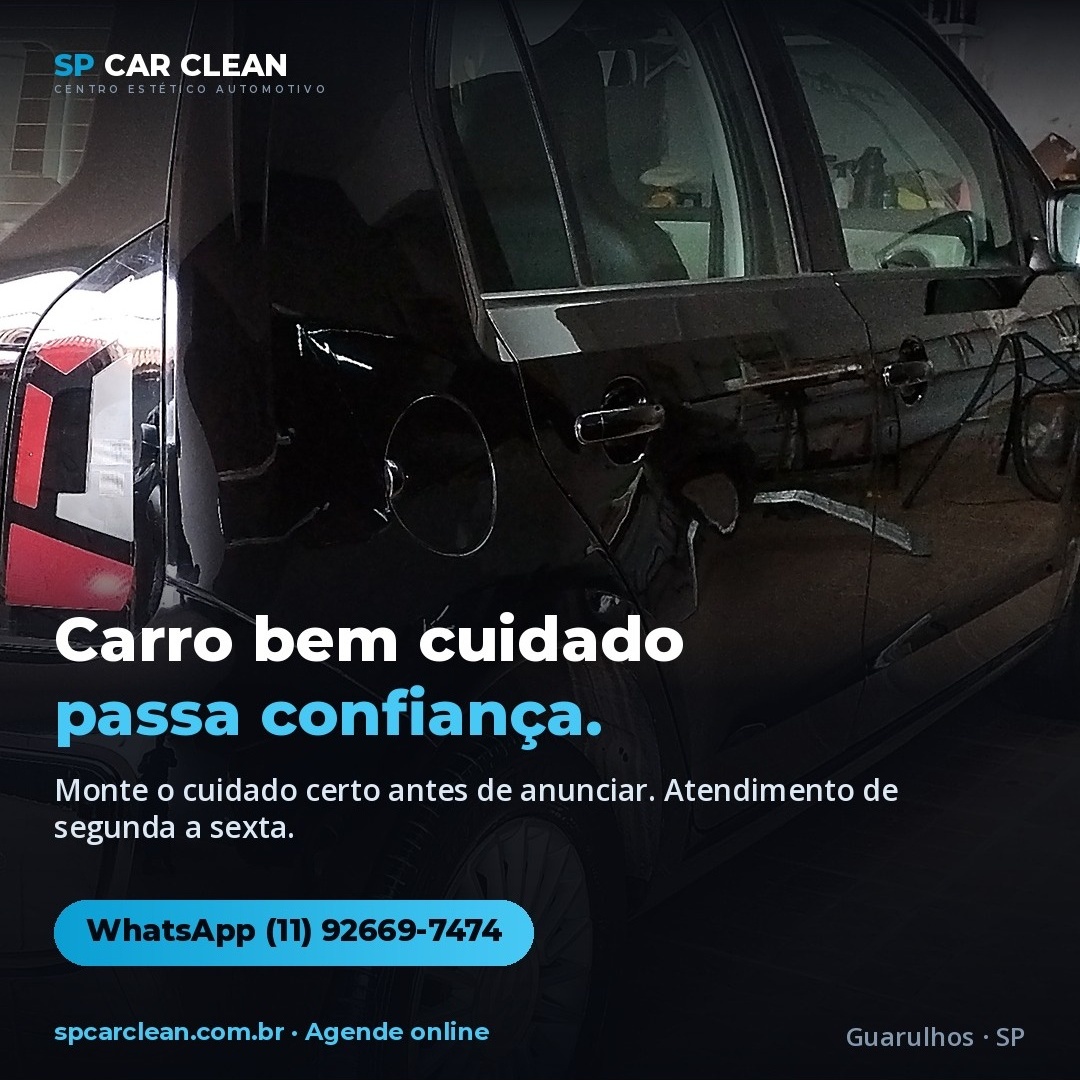 SP CAR CLEAN
CENTRO ESTÉTICO AUTOMOTIVO
Carro bem cuidado
passa confiança.
Monte o cuidado certo antes de anunciar. Atendimento de
segunda a sexta.
WhatsApp (11) 92669-7474
spcarclean.com.br · Agende online
Guarulhos · SP